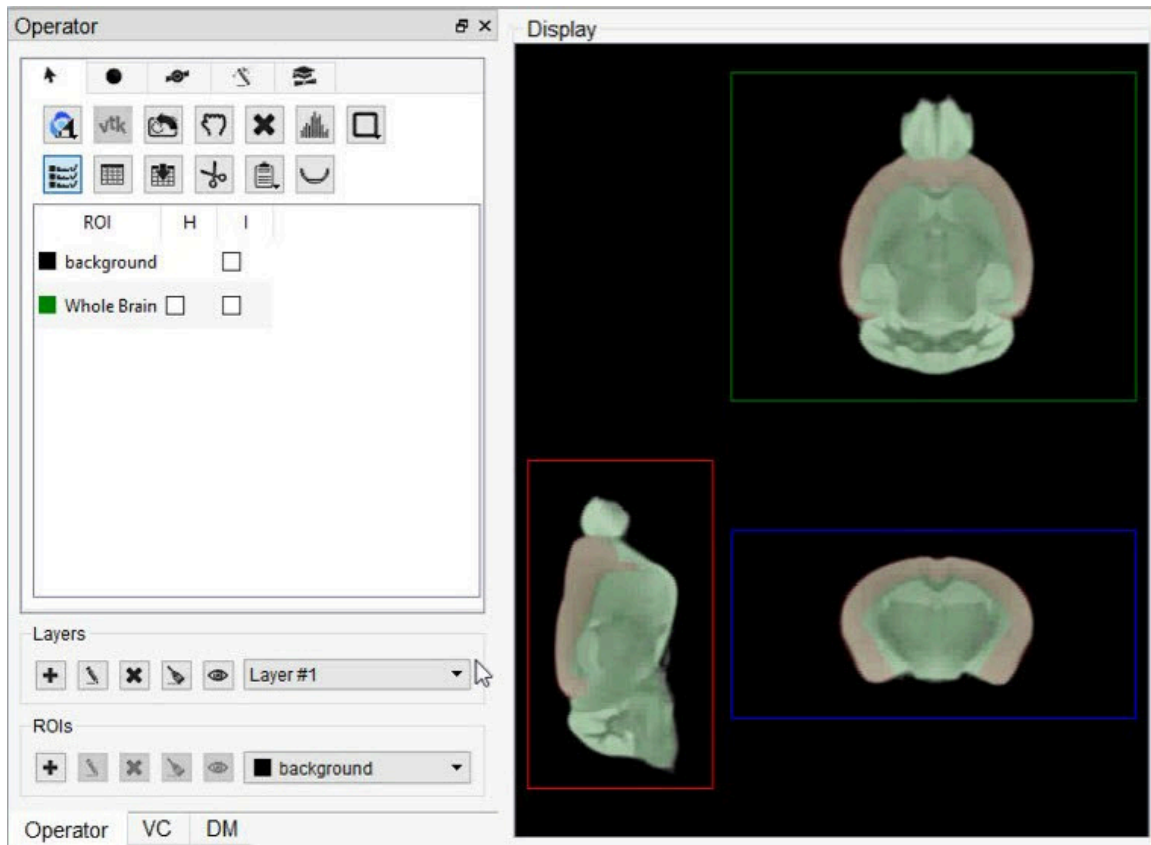 Operator
Display
vtk
ROI H I
background
Whole Brain
Layers
Layer #1
ROIs
background
Operator VC DM